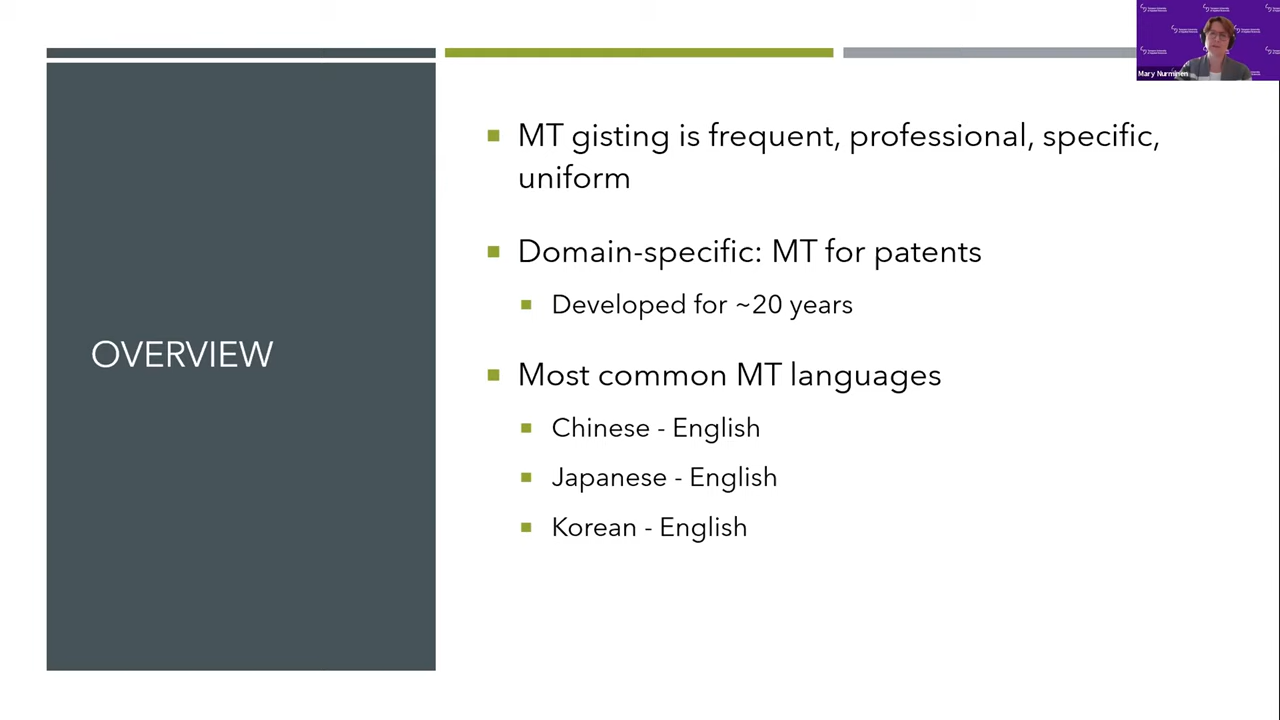 Mary Nurminen
OVERVIEW
MT gisting is frequent, professional, specific,
uniform
Domain-specific: MT for patents
Developed for ~20 years
Most common MT languages
Chinese - English
Japanese - English
Korean - English